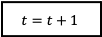 t = t + 1